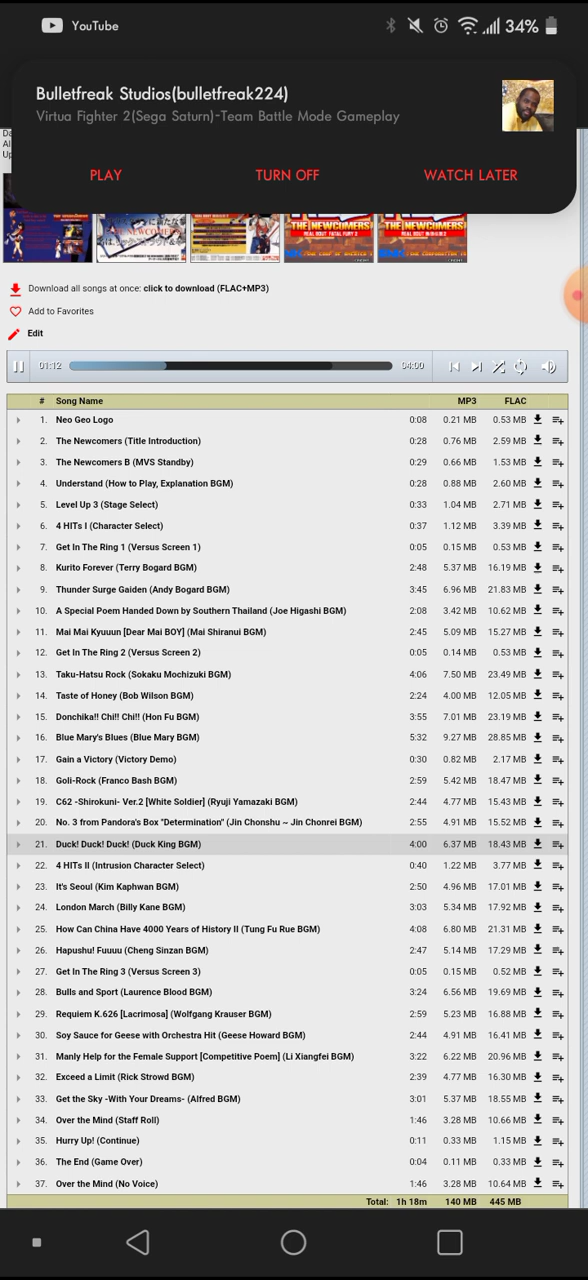 YouTube 34%
Bulletfreak Studios(bulletfreak224)
Virtua Fighter 2(Sega Saturn)-Team Battle Mode Gameplay
PLAY TURN OFF WATCH LATER
Da
Al
Up
THE NEWCOMERS THE NEWCOMERS
Download all songs at once: click to download (FLAC+MP3)
Add to Favorites
Edit
01:12 04:00
# Song Name MP3 FLAC
1. Neo Geo Logo 0:08 0.21 MB 0.53 MB
2. The Newcomers (Title Introduction) 0:28 0.76 MB 2.59 MB
3. The Newcomers B (MVS Standby) 0:29 0.66 MB 1.53 MB
4. Understand (How to Play, Explanation BGM) 0:28 0.88 MB 2.60 MB
5. Level Up 3 (Stage Select) 0:33 1.04 MB 2.71 MB
6. 4 HITs I (Character Select) 0:37 1.12 MB 3.39 MB
7. Get In The Ring 1 (Versus Screen 1) 0:05 0.15 MB 0.53 MB
8. Kurito Forever (Terry Bogard BGM) 2:48 5.37 MB 16.19 MB
9. Thunder Surge Gaiden (Andy Bogard BGM) 3:45 6.96 MB 21.83 MB
10. A Special Poem Handed Down by Southern Thailand (Joe Higashi BGM) 2:08 3.42 MB 10.62 MB
11. Mai Mai Kyuuun [Dear Mai BOY] (Mai Shiranui BGM) 2:45 5.09 MB 15.27 MB
12. Get In The Ring 2 (Versus Screen 2) 0:05 0.14 MB 0.53 MB
13. Taku-Hatsu Rock (Sokaku Mochizuki BGM) 4:06 7.50 MB 23.49 MB
14. Taste of Honey (Bob Wilson BGM) 2:24 4.00 MB 12.05 MB
15. Donchika!! Chi!! Chi!! (Hon Fu BGM) 3:55 7.01 MB 23.19 MB
16. Blue Mary's Blues (Blue Mary BGM) 5:32 9.27 MB 28.85 MB
17. Gain a Victory (Victory Demo) 0:30 0.82 MB 2.17 MB
18. Goli-Rock (Franco Bash BGM) 2:59 5.42 MB 18.47 MB
19. C62 -Shirokuni- Ver.2 [White Soldier] (Ryuji Yamazaki BGM) 2:44 4.77 MB 15.43 MB
20. No. 3 from Pandora's Box "Determination" (Jin Chonshu ~ Jin Chonrei BGM) 2:55 4.91 MB 15.52 MB
21. Duck! Duck! Duck! (Duck King BGM) 4:00 6.37 MB 18.43 MB
22. 4 HITs II (Intrusion Character Select) 0:40 1.22 MB 3.77 MB
23. It's Seoul (Kim Kaphwan BGM) 2:50 4.96 MB 17.01 MB
24. London March (Billy Kane BGM) 3:03 5.34 MB 17.92 MB
25. How Can China Have 4000 Years of History II (Tung Fu Rue BGM) 4:08 6.80 MB 21.31 MB
26. Hapushu! Fuuuu (Cheng Sinzan BGM) 2:47 5.14 MB 17.29 MB
27. Get In The Ring 3 (Versus Screen 3) 0:05 0.15 MB 0.52 MB
28. Bulls and Sport (Laurence Blood BGM) 3:24 6.56 MB 19.69 MB
29. Requiem K.626 [Lacrimosa] (Wolfgang Krauser BGM) 2:59 5.23 MB 16.88 MB
30. Soy Sauce for Geese with Orchestra Hit (Geese Howard BGM) 2:44 4.91 MB 16.41 MB
31. Manly Help for the Female Support [Competitive Poem] (Li Xiangfei BGM) 3:22 6.22 MB 20.96 MB
32. Exceed a Limit (Rick Strowd BGM) 2:39 4.77 MB 16.30 MB
33. Get the Sky -With Your Dreams- (Alfred BGM) 3:01 5.37 MB 18.55 MB
34. Over the Mind (Staff Roll) 1:46 3.28 MB 10.66 MB
35. Hurry Up! (Continue) 0:11 0.33 MB 1.15 MB
36. The End (Game Over) 0:04 0.11 MB 0.33 MB
37. Over the Mind (No Voice) 1:46 3.28 MB 10.64 MB
Total: 1h 18m 140 MB 445 MB